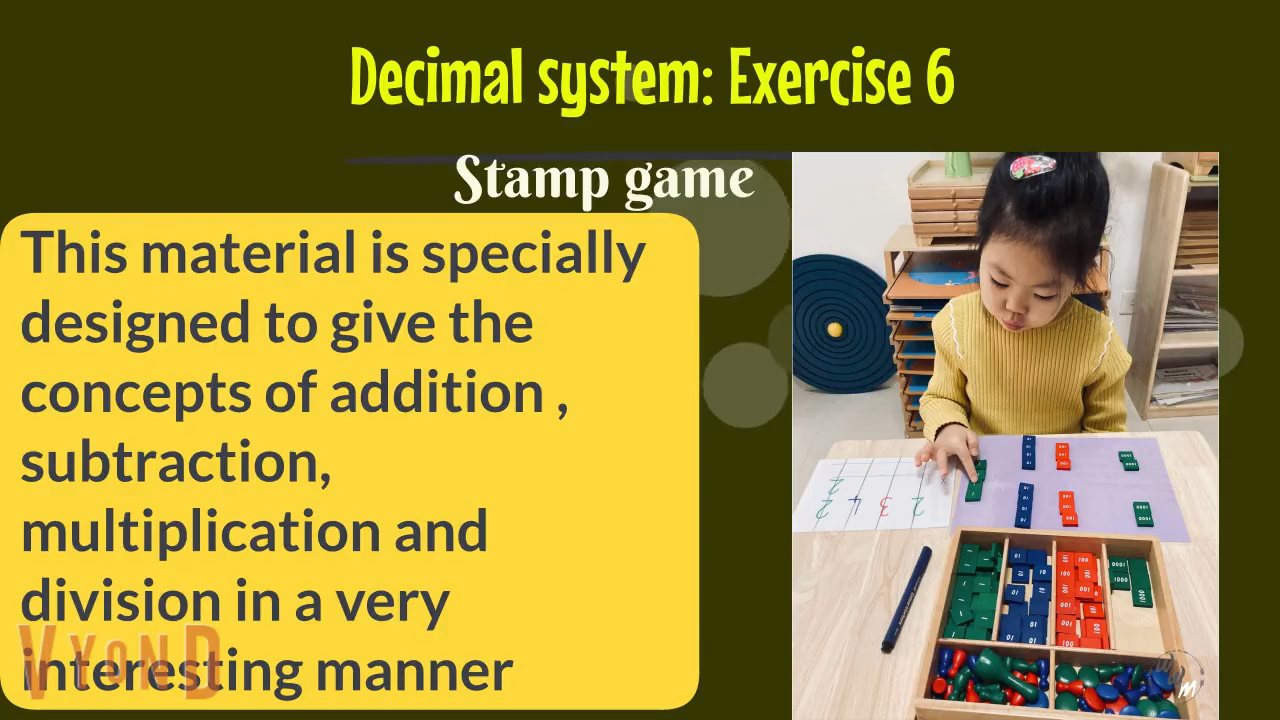 Decimal system: Exercise 6
Stamp game
This material is specially
designed to give the
concepts of addition ,
subtraction,
multiplication and
division in a very
interesting manner
VYOND